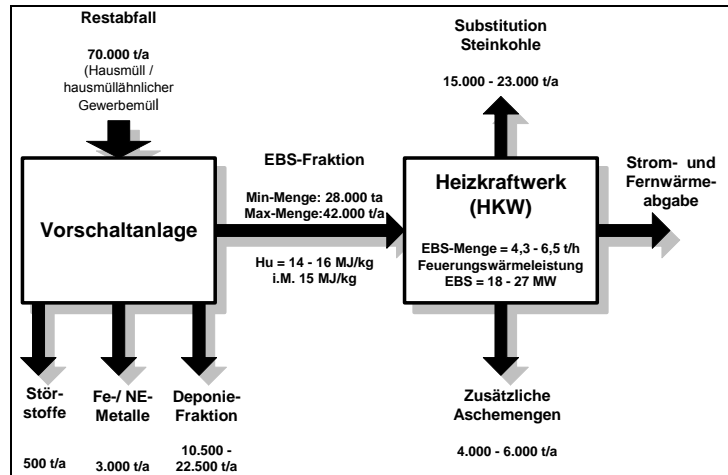 Restabfall
70.000 t/a
(Hausmüll /
hausmüllähnlicher
Gewerbemüll
Vorschaltanlage
Stör-
stoffe
500 t/a
Fe-/ NE-
Metalle
3.000 t/a
Deponie-
Fraktion
10.500 -
22.500 t/a
EBS-Fraktion
Min-Menge: 28.000 ta
Max-Menge:42.000 t/a
Hu = 14 - 16 MJ/kg
i.M. 15 MJ/kg
Substitution
Steinkohle
15.000 - 23.000 t/a
Heizkraftwerk
(HKW)
EBS-Menge = 4,3 - 6,5 t/h
Feuerungswärmeleistung
EBS = 18 - 27 MW
Strom- und
Fernwärme-
abgabe
Zusätzliche
Aschemengen
4.000 - 6.000 t/a